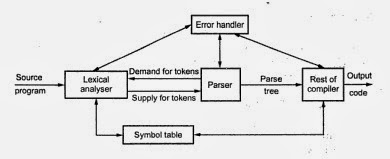 Error handler
Source
program
Lexical
analyser
Demand for tokens
Supply for tokens
Parser
Parse
tree
Rest of
compiler
Output
code
Symbol table